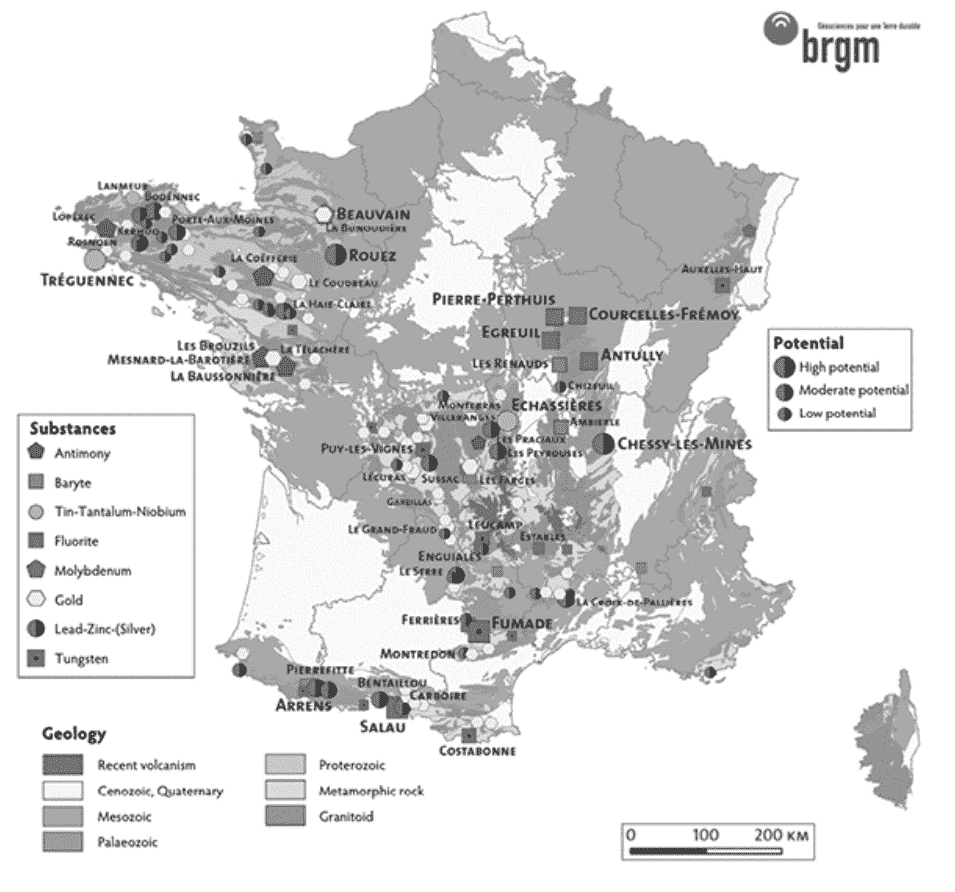 Géosciences pour une Terre durable
brgm
LANMEUR
BODÉNNEC
LOPÉREC
PORTE-AUX-MOINES
ROSNOEN
BEAUVAIN
LA BUNOUDIÈRE
ROUEZ
TRÉGUENNEC
LA COËFFERIE
LE COUDREAU
LA HAIE-CLAIRE
AUXELLES-HAUT
PIERRE-PERTHUIS
COURCELLES-FRÉMOY
EGREUIL
LES BROUZILS
LA TÉLACHÈRE
MESNARD-LA-BAROTIÈRE
LA BAUSSONNIÈRE
LES RENAUDS
ANTULLY
CHIZEUIL
MONTEBRAS
ECHASSIÈRES
VILLERANGES
AMBIERLE
LES PRACIAUX
CHESSY-LES-MINES
PUY-LES-VIGNES
LES PEYROUSES
LÉCURAS
SUSSAC
LES FARGES
LE GRAND-FRAUD
LEUCAMP
ESTABLES
ENGUIALÈS
LE SERRE
LA CROIX-DE-PALLIÈRES
FERRIÈRES
FUMADE
MONTREDON
PIERREFITTE
BENTAILLOU
CARBOIRE
ARRENS
SALAU
COSTABONNE
Potential
High potential
Moderate potential
Low potential
Substances
Antimony
Baryte
Tin-Tantalum-Niobium
Fluorite
Molybdenum
Gold
Lead-Zinc-(Silver)
Tungsten
Geology
Recent volcanism
Cenozoic, Quaternary
Mesozoic
Palaeozoic
Proterozoic
Metamorphic rock
Granitoid
0 100 200 KM